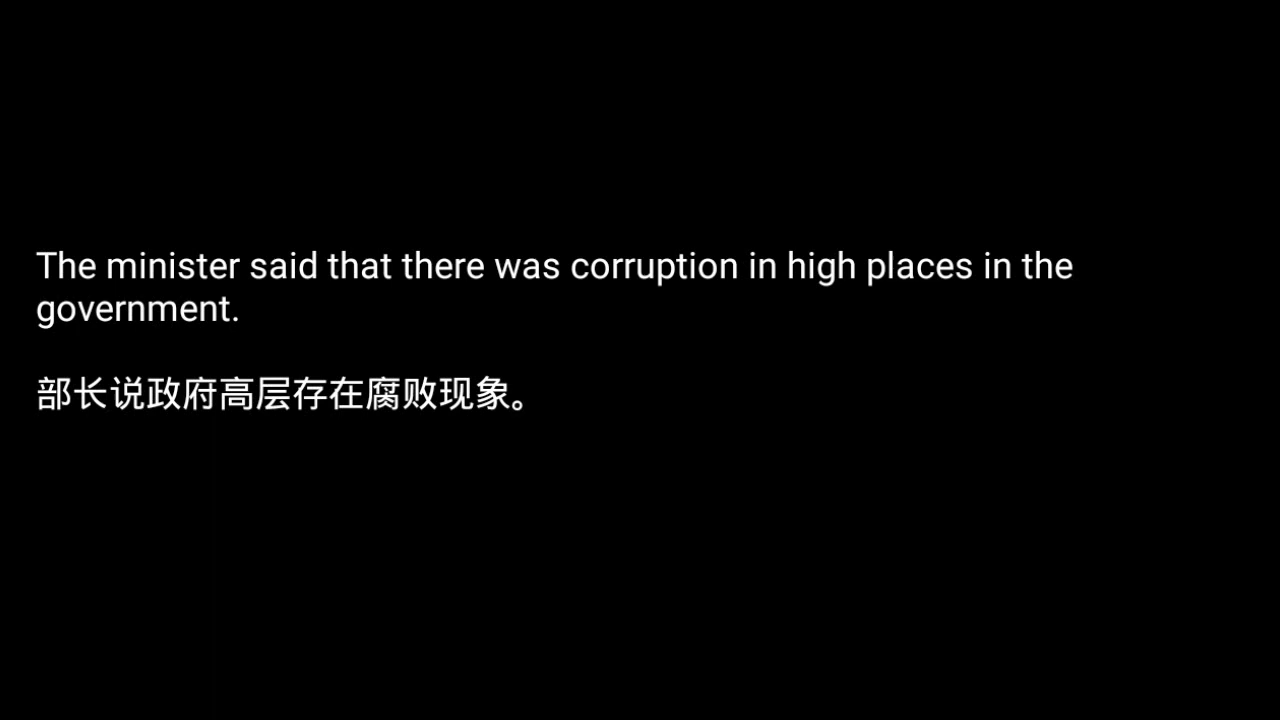 The minister said that there was corruption in high places in the
government.
部长说政府高层存在腐败现象。